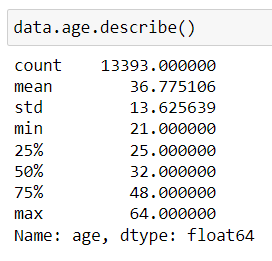 data.age.describe()
count 13393.000000
mean 36.775106
std 13.625639
min 21.000000
25% 25.000000
50% 32.000000
75% 48.000000
max 64.000000
Name: age, dtype: float64